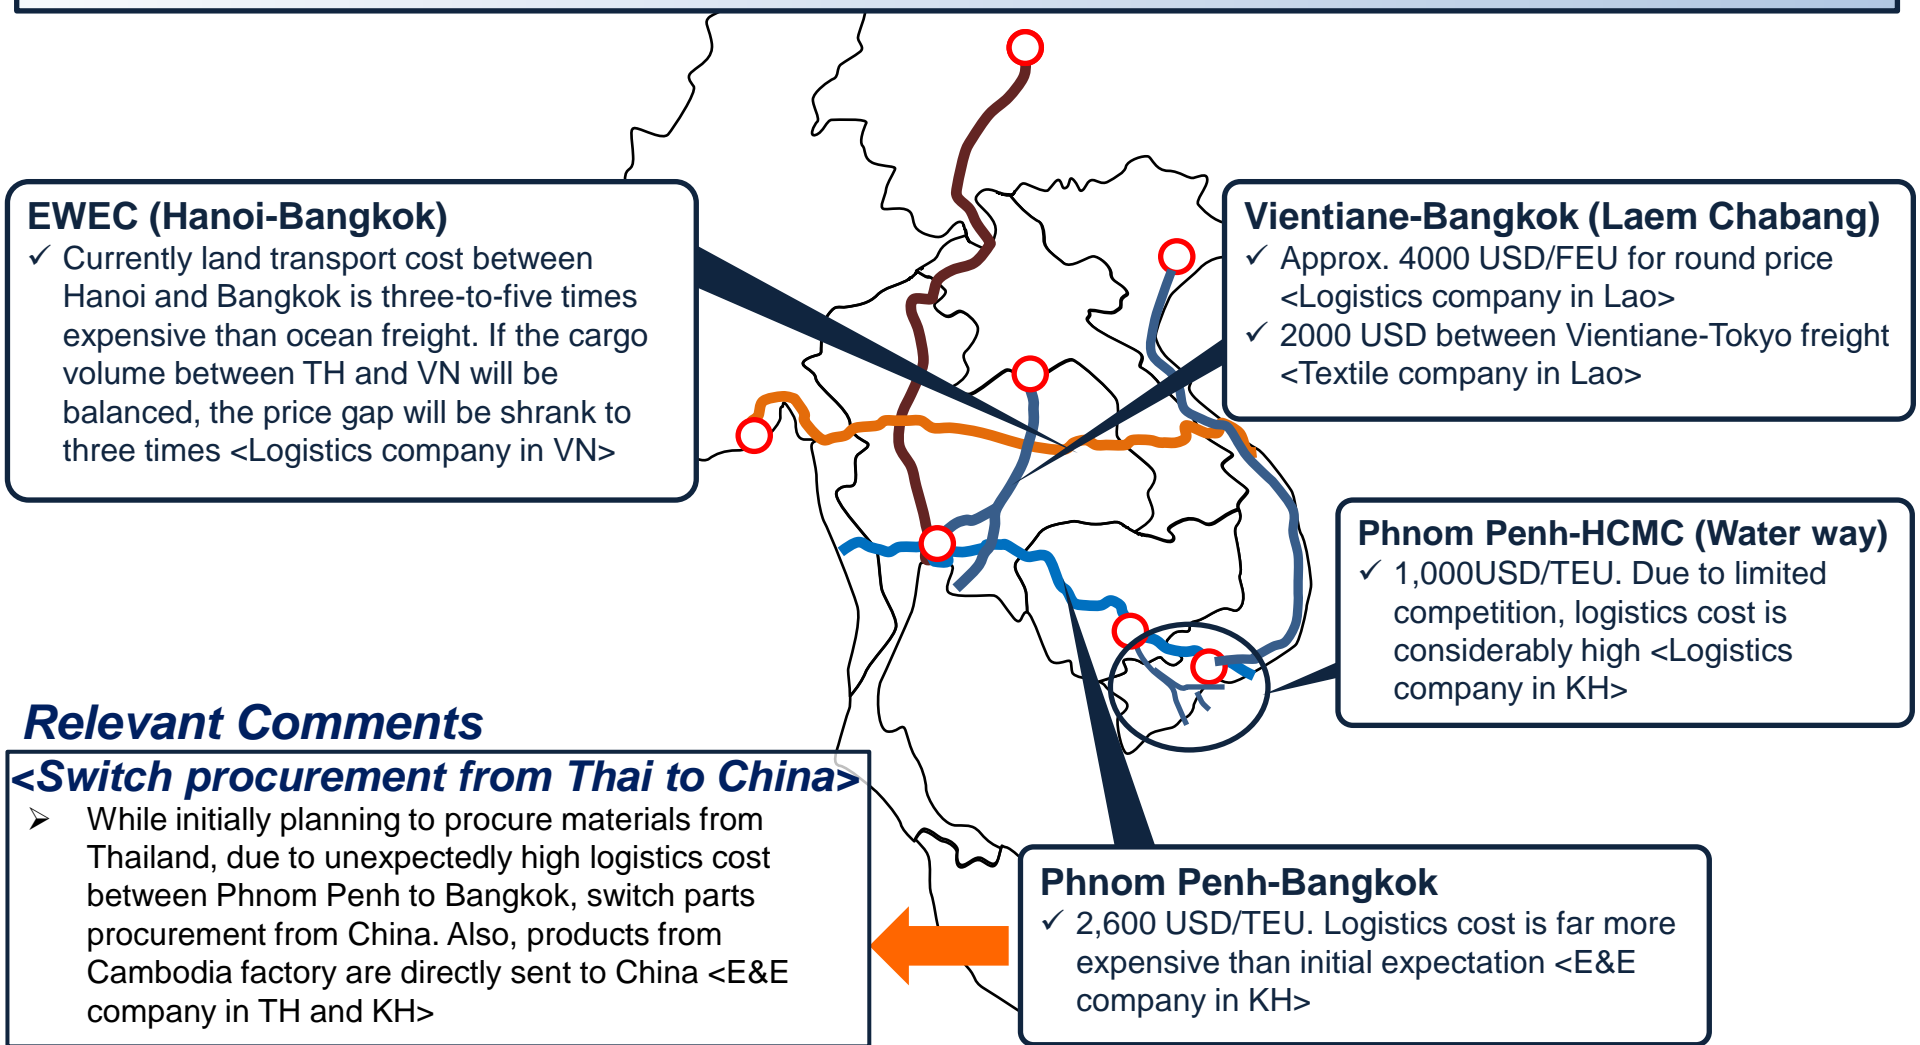 EWEC (Hanoi-Bangkok)
✓ Currently land transport cost between
Hanoi and Bangkok is three-to-five times
expensive than ocean freight. If the cargo
volume between TH and VN will be
balanced, the price gap will be shrank to
three times <Logistics company in VN>
Vientiane-Bangkok (Laem Chabang)
✓ Approx. 4000 USD/FEU for round price
<Logistics company in Lao>
✓ 2000 USD between Vientiane-Tokyo freight
<Textile company in Lao>
Phnom Penh-HCMC (Water way)
✓ 1,000USD/TEU. Due to limited
competition, logistics cost is
considerably high <Logistics
company in KH>
Relevant Comments
<Switch procurement from Thai to China>
➢ While initially planning to procure materials from
Thailand, due to unexpectedly high logistics cost
between Phnom Penh to Bangkok, switch parts
procurement from China. Also, products from
Cambodia factory are directly sent to China <E&E
company in TH and KH>
Phnom Penh-Bangkok
✓ 2,600 USD/TEU. Logistics cost is far more
expensive than initial expectation <E&E
company in KH>